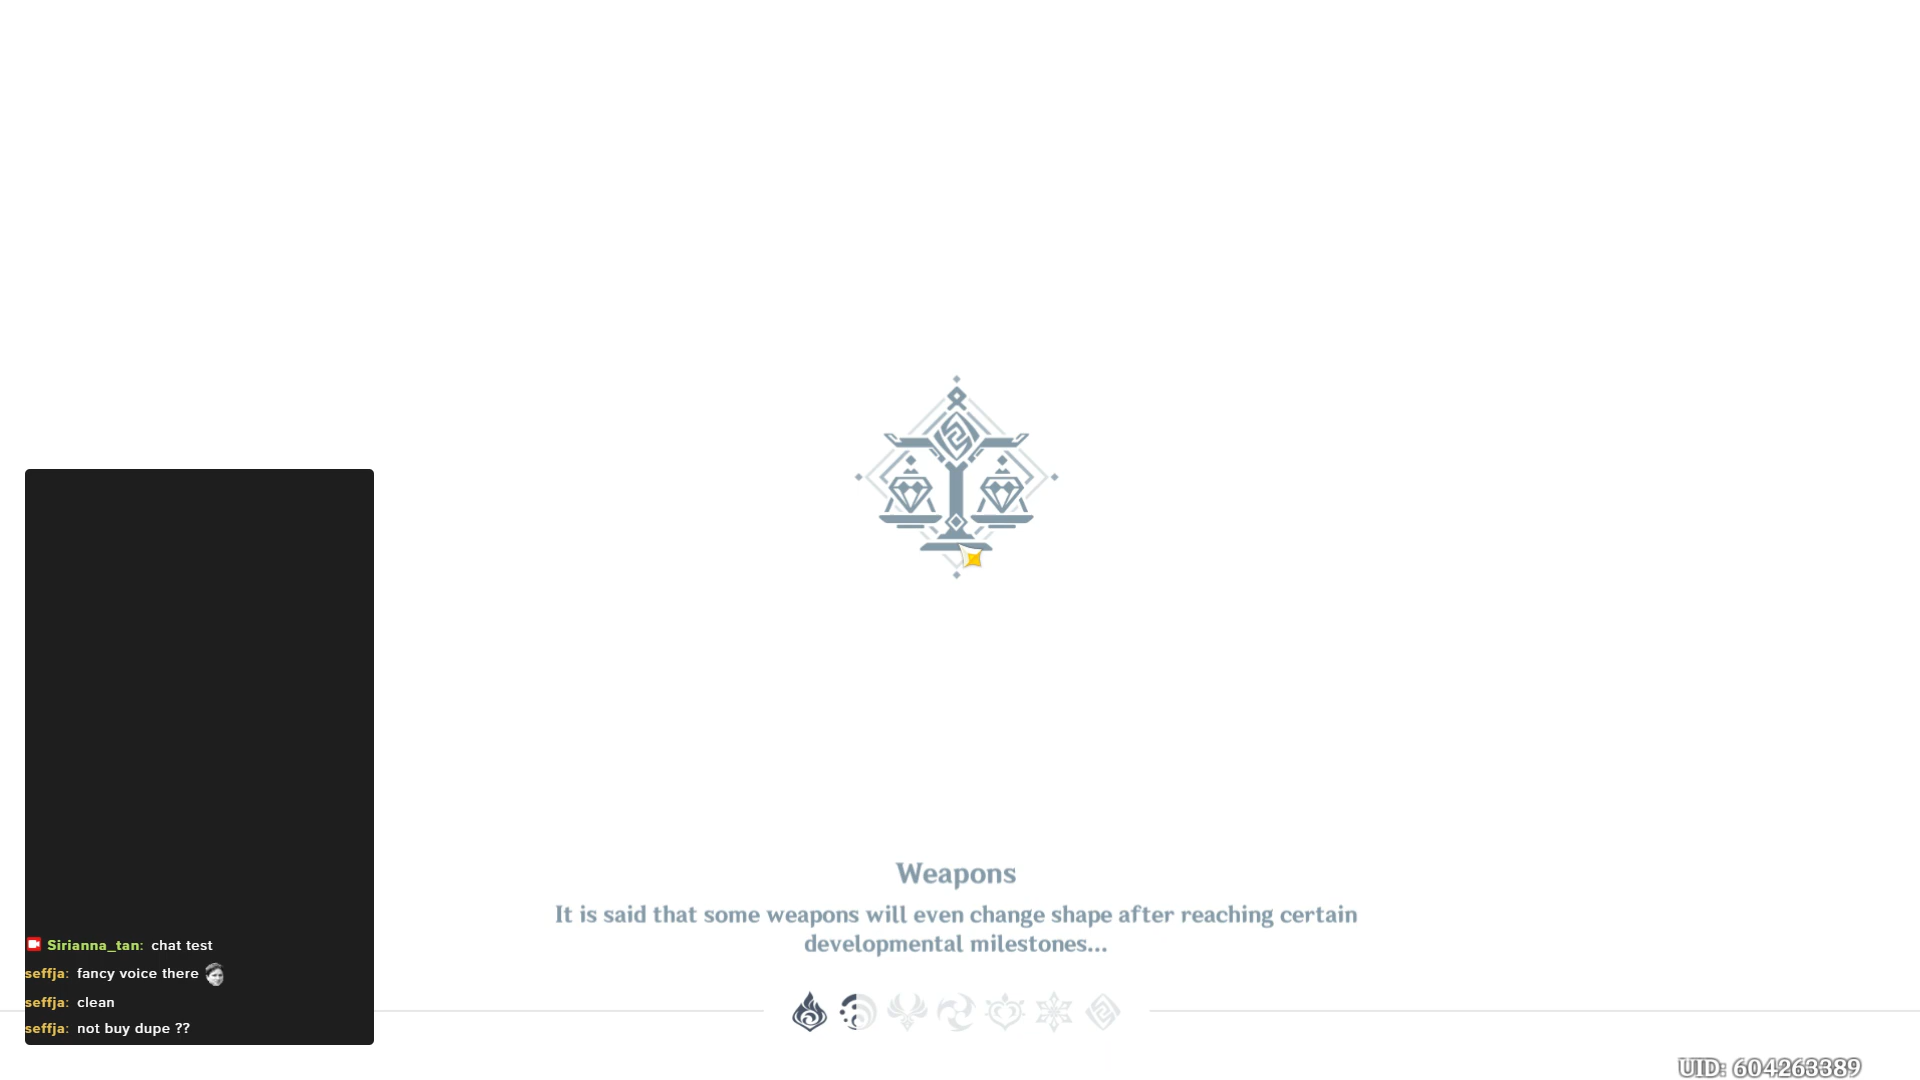 Sirianna_tan: chat test
seffja: fancy voice there
seffja: clean
seffja: not buy dupe ??
Weapons
It is said that some weapons will even change shape after reaching certain
developmental milestones...
UID: 604263389